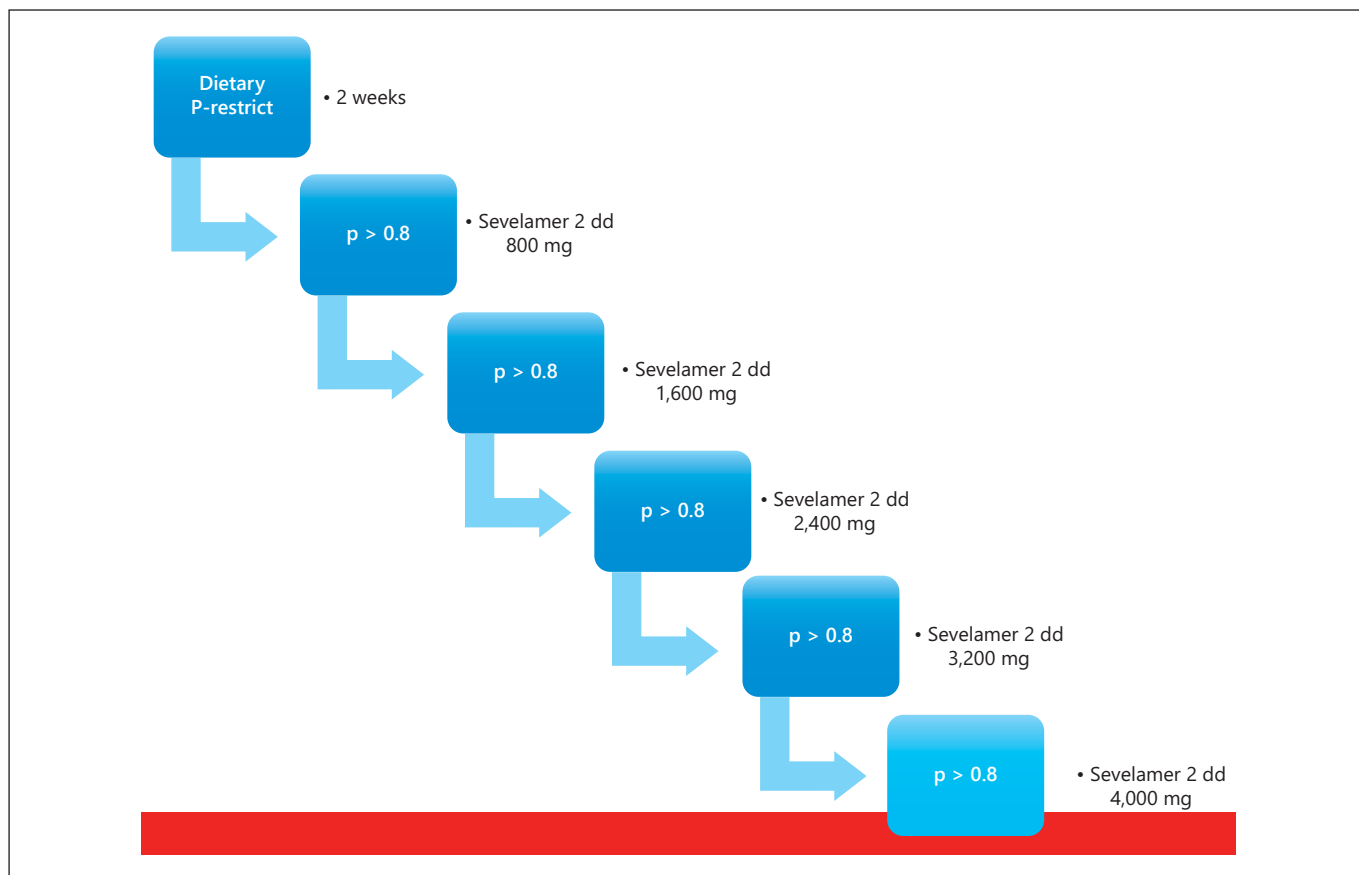 Dietary
P-restrict
• 2 weeks
p > 0.8
• Sevelamer 2 dd
800 mg
p > 0.8
• Sevelamer 2 dd
1,600 mg
p > 0.8
• Sevelamer 2 dd
2,400 mg
p > 0.8
• Sevelamer 2 dd
3,200 mg
p > 0.8
• Sevelamer 2 dd
4,000 mg